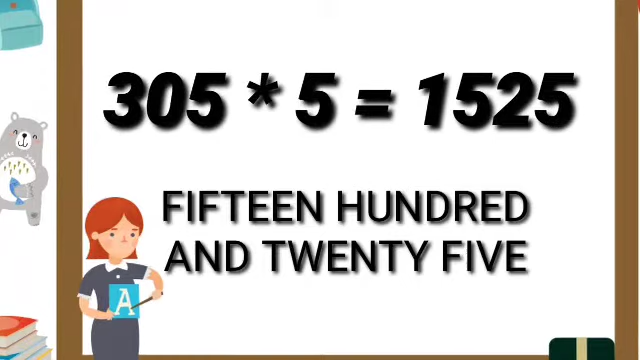 305 * 5 = 1525
FIFTEEN HUNDRED
AND TWENTY FIVE
A